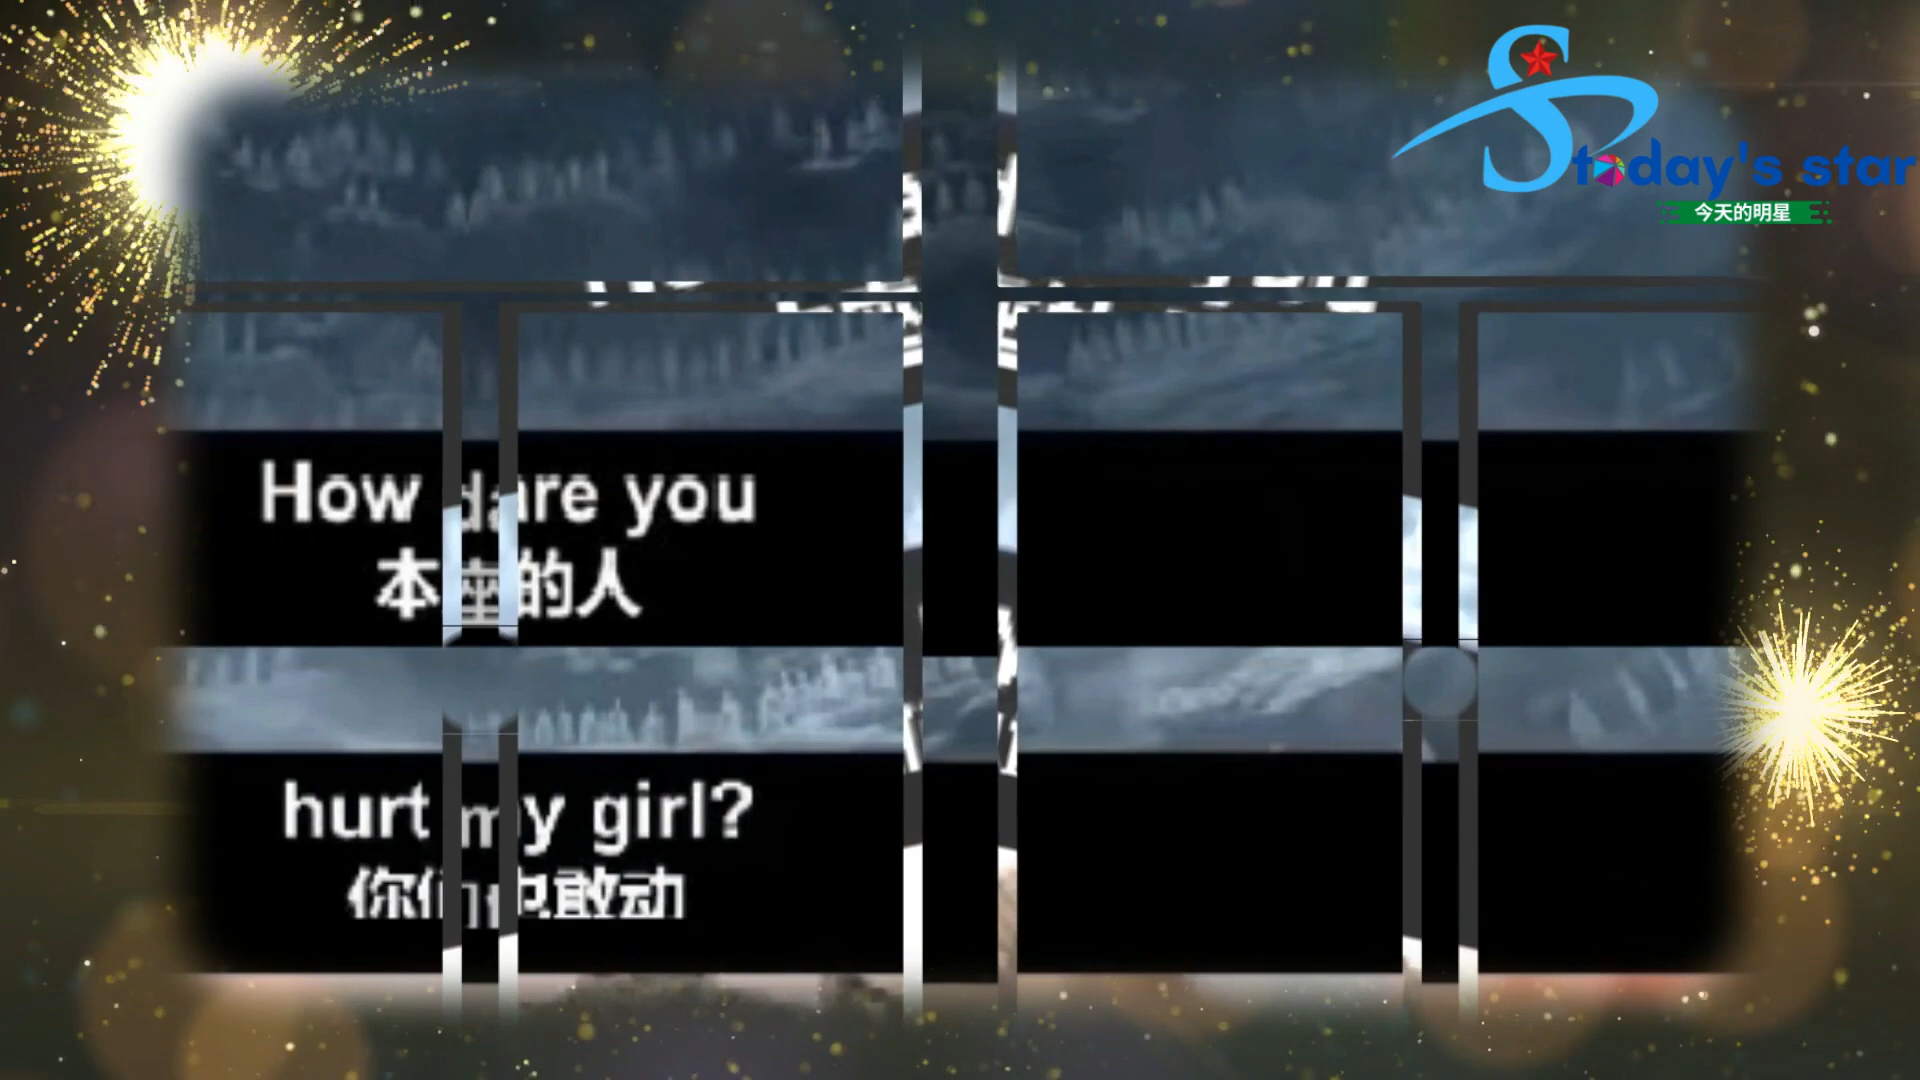 today's star
今天的明星
How dare you
本座的人
hurt my girl?
你们也敢动